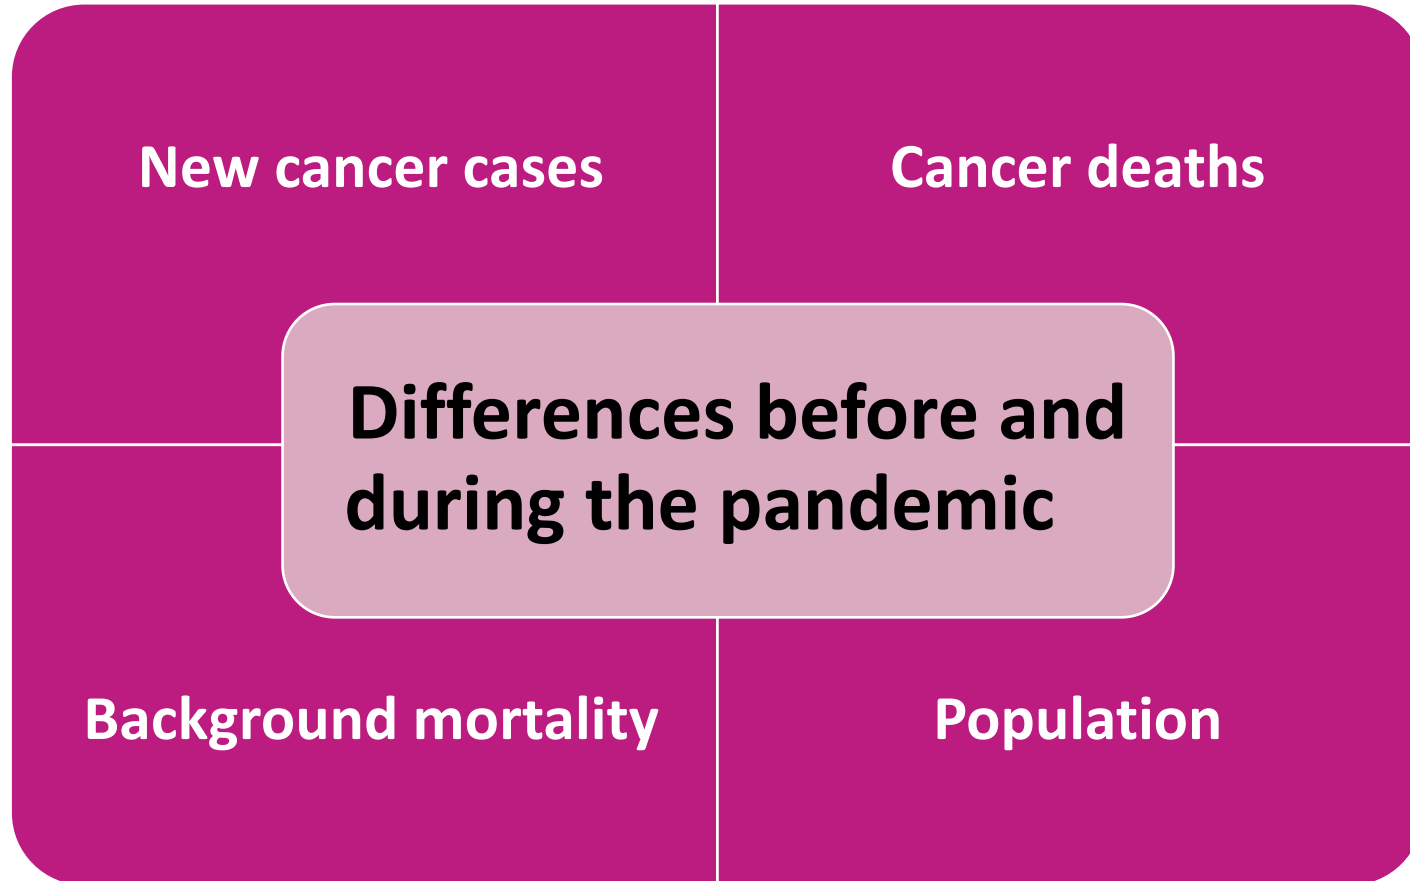 New cancer cases
Cancer deaths
Differences before and
during the pandemic
Background mortality
Population